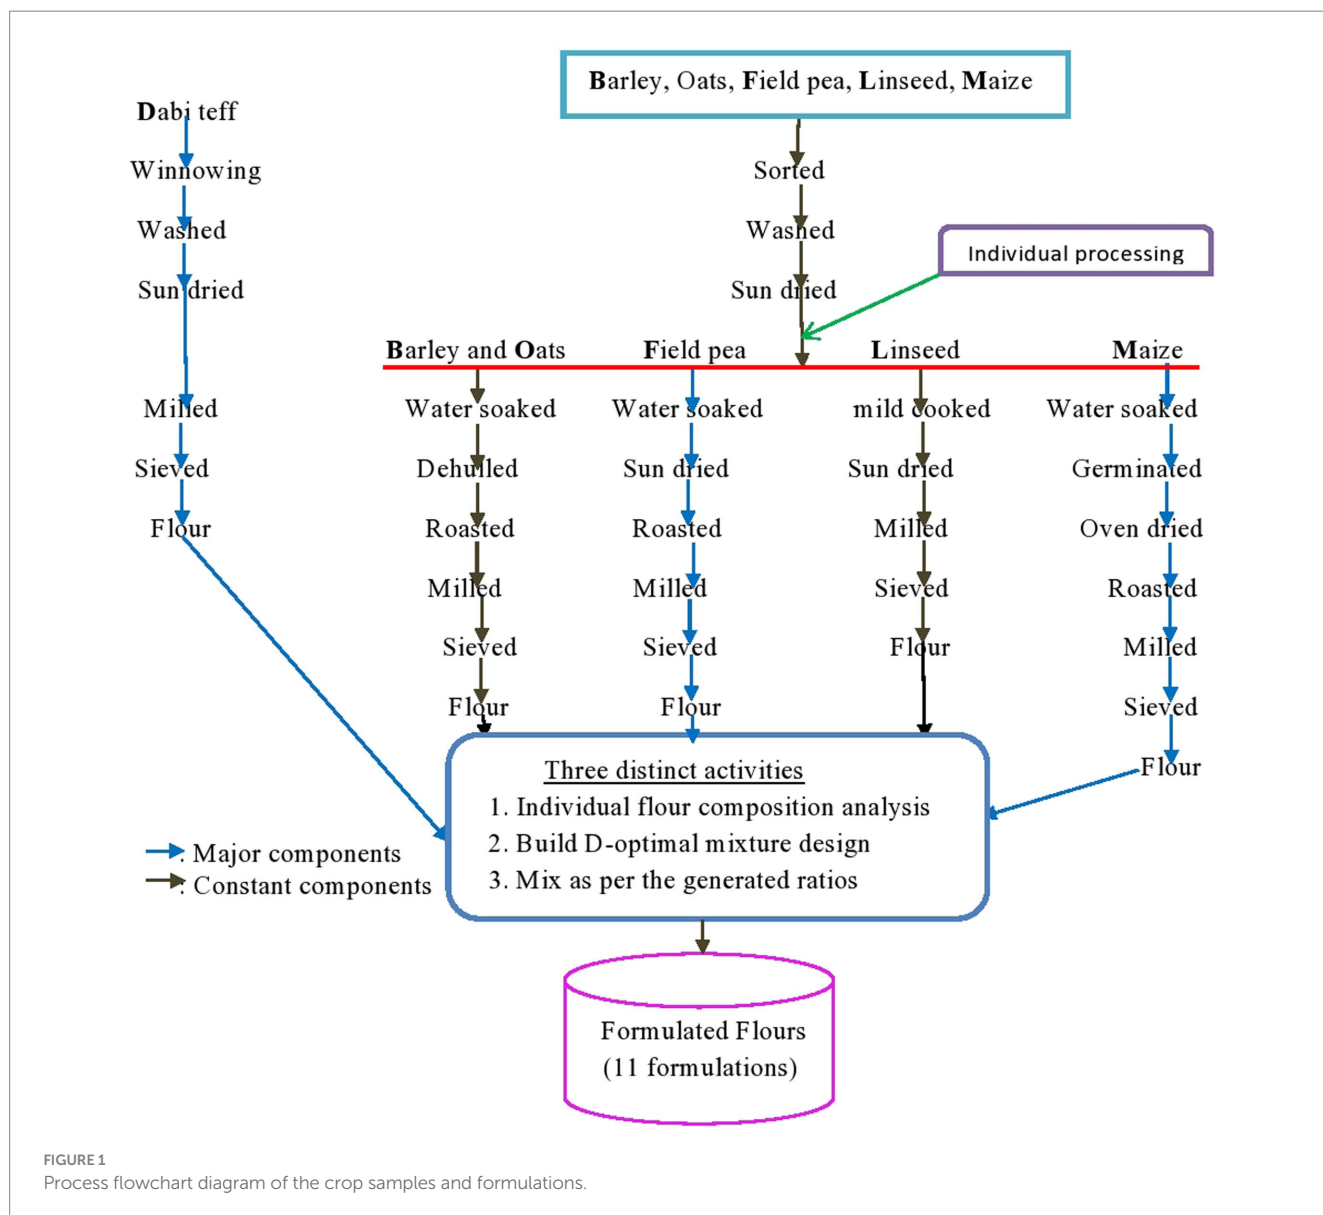 Barley, Oats, Field pea, Linseed, Maize
Dabi teff
Winnowing
Washed
Sun dried
Milled
Sieved
Flour
Sorted
Washed
Sun dried
Individual processing
Barley and Oats
Water soaked
Dehulled
Roasted
Milled
Sieved
Flour
Field pea
Water soaked
Sun dried
Roasted
Milled
Sieved
Flour
Linseed
mild cooked
Sun dried
Milled
Sieved
Flour
Maize
Water soaked
Germinated
Oven dried
Roasted
Milled
Sieved
Flour
Three distinct activities
1. Individual flour composition analysis
2. Build D-optimal mixture design
3. Mix as per the generated ratios
: Major components
: Constant components
Formulated Flours
(11 formulations)
FIGURE 1
Process flowchart diagram of the crop samples and formulations.